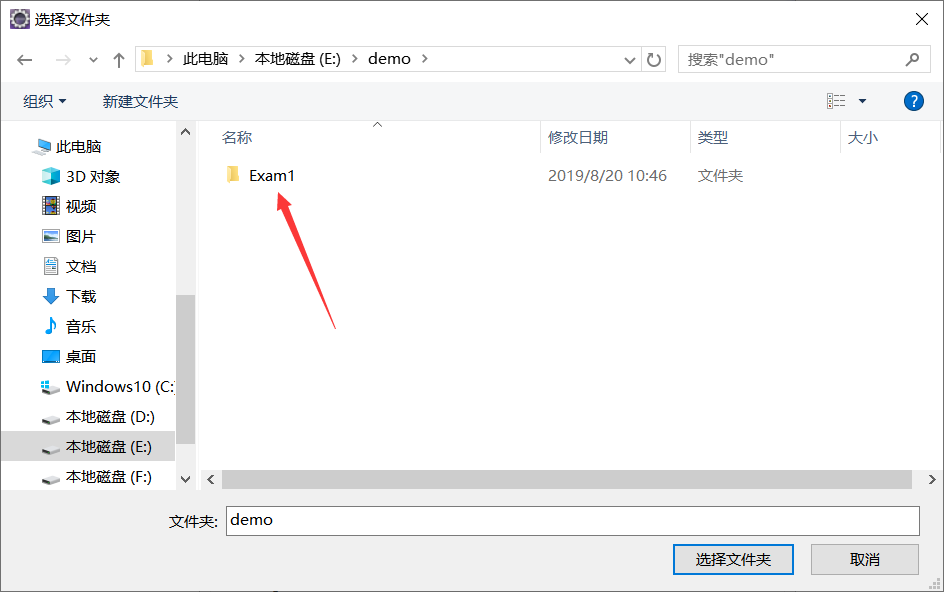 选择文件夹
此电脑 本地磁盘 (E:) demo
搜索"demo"
组织 新建文件夹
?
名称 修改日期 类型 大小
Exam1 2019/8/20 10:46 文件夹
此电脑
3D 对象
视频
图片
文档
下载
音乐
桌面
Windows10 (C:
本地磁盘 (D:)
本地磁盘 (E:)
本地磁盘 (F:)
文件夹: demo
选择文件夹 取消